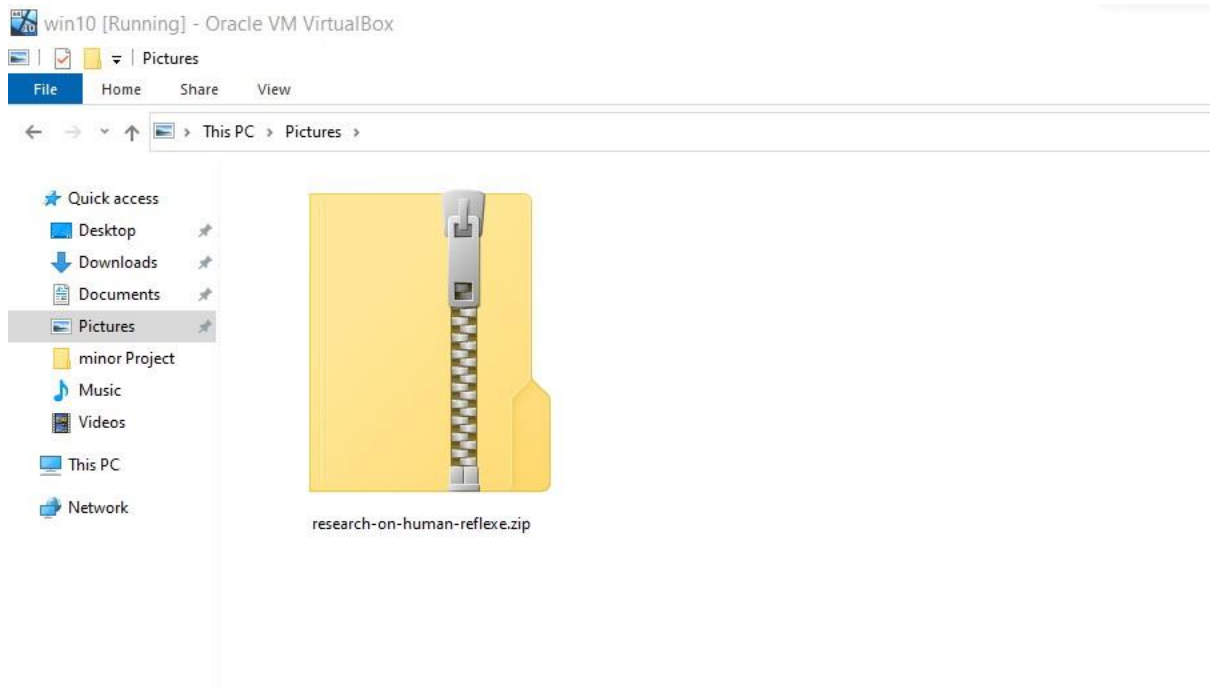 win10 [Running] - Oracle VM VirtualBox
Pictures
File Home Share View
This PC Pictures
Quick access
Desktop
Downloads
Documents
Pictures
minor Project
Music
Videos
This PC
Network
research-on-human-reflexe.zip